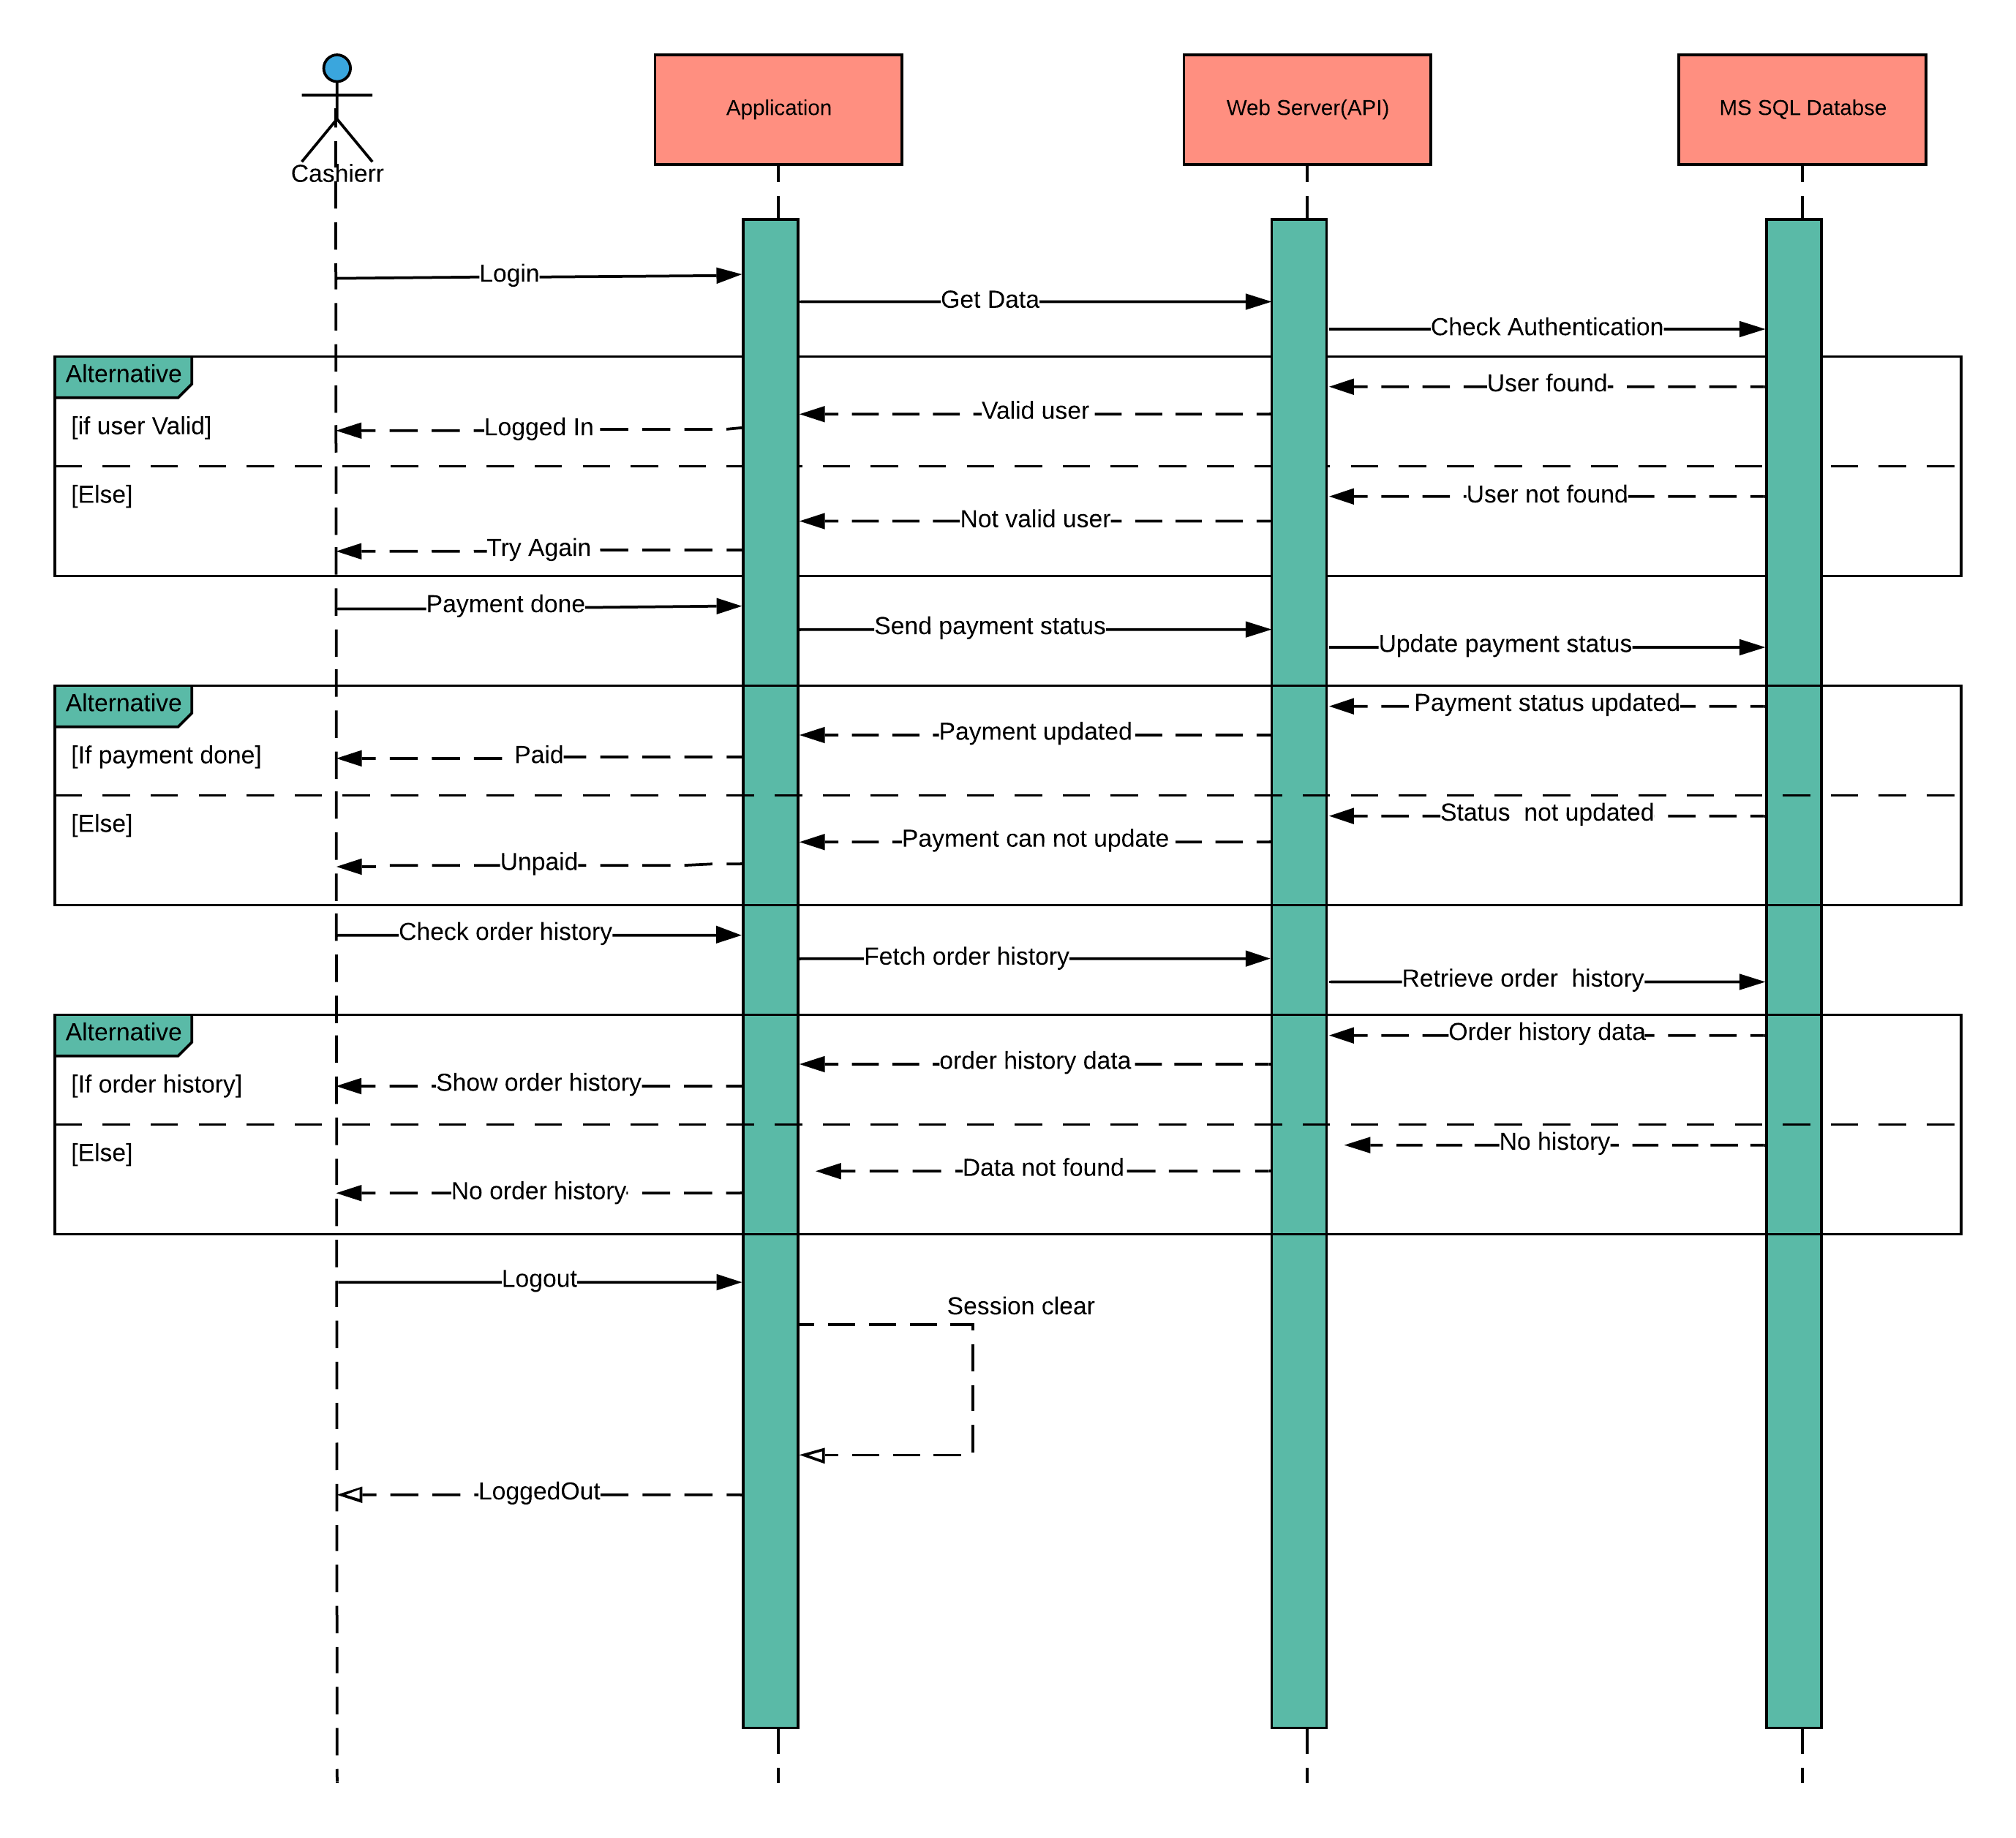 Application
Web Server(API)
MS SQL Databse
Cashierr
Login
Get Data
Check Authentication
Alternative
User found
Valid user
[if user Valid]
Logged In
[Else]
User not found
Not valid user
Try Again
Payment done
Send payment status
Update payment status
Alternative
Payment status updated
Payment updated
[If payment done]
Paid
Status  not updated
[Else]
Payment can not update
Unpaid
Check order history
Fetch order history
Retrieve order  history
Alternative
Order history data
order history data
[If order history]
Show order history
No history
[Else]
Data not found
No order history
Logout
Session clear
LoggedOut